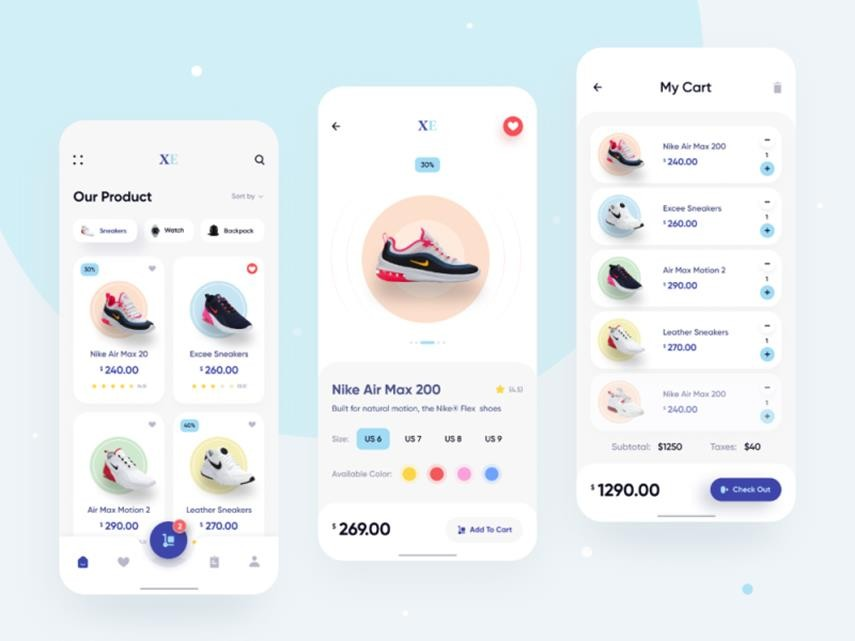 XE
Our Product
Sort by
Sneakers
Watch
Backpack
30%
Nike Air Max 20
$ 240.00
Excee Sneakers
$ 260.00
40%
Air Max Motion 2
$ 290.00
Leather Sneakers
$ 270.00
2
XE
30%
Nike Air Max 200
(4.5)
Built for natural motion, the Nike® Flex shoes
Size: US 6 US 7 US 8 US 9
Available Color:
$ 269.00
Add To Cart
My Cart
Nike Air Max 200
$ 240.00
1
Excee Sneakers
$ 260.00
1
Air Max Motion 2
$ 290.00
1
Leather Sneakers
$ 270.00
1
Nike Air Max 200
$ 240.00
1
Subtotal: $1250 Taxes: $40
$ 1290.00
Check Out